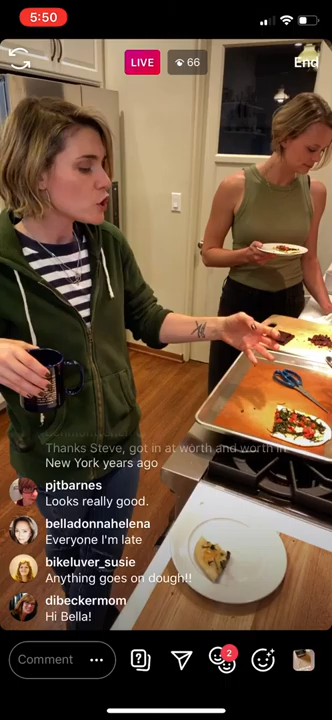 5:50
LIVE
66
End
Thanks Steve, got in at worth and worth in
New York years ago
pjtbarnes
Looks really good.
belladonnahelena
Everyone I'm late
bikeluver_susie
Anything goes on dough!!
dibeckermom
Hi Bella!
Comment
2